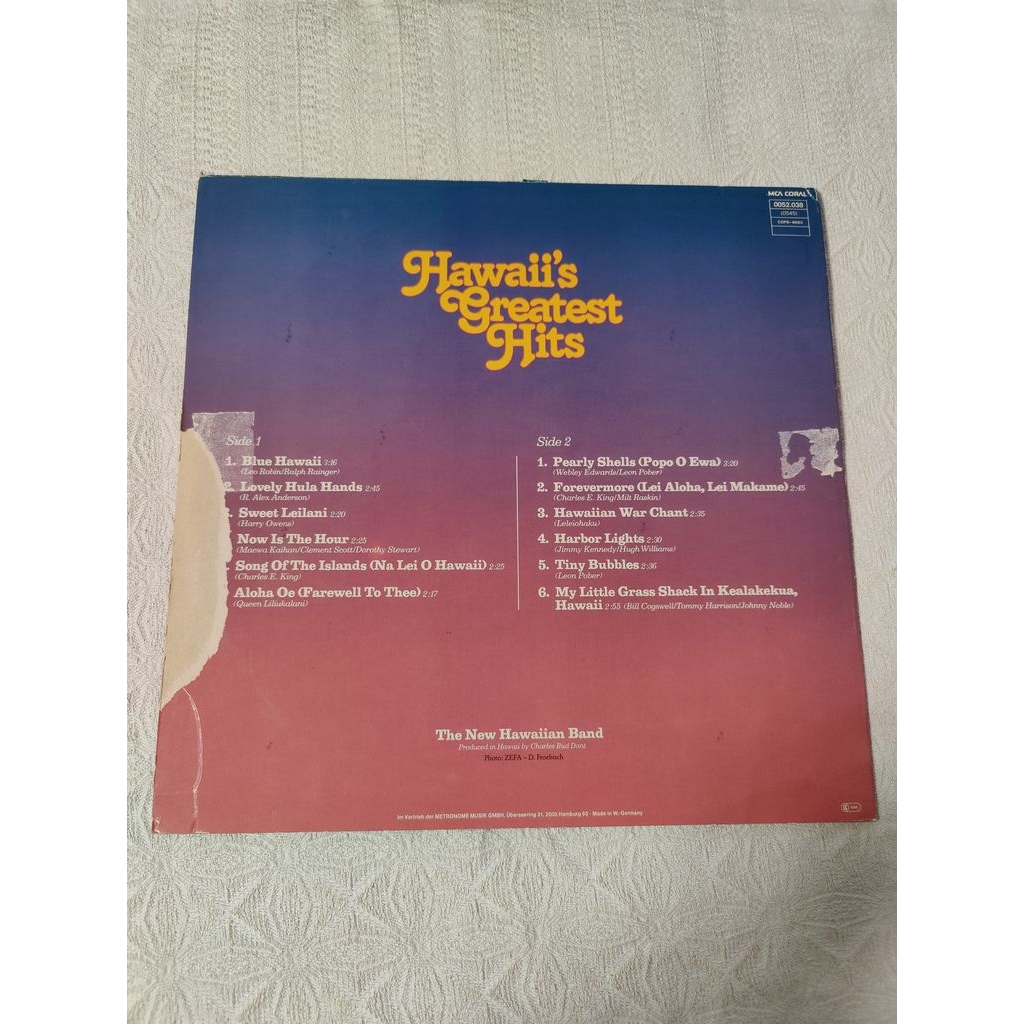 MCA CORAL
0052.038
(0545)
Hawaii's
Greatest
Hits
Side 1
1. Blue Hawaii 3:16
(Leo Robin/Ralph Rainger)
2. Lovely Hula Hands 2:45
(R. Alex Anderson)
3. Sweet Leilani 2:20
(Harry Owens)
Now Is The Hour 2:25
(Maewa Kaihan/Clement Scott/Dorothy Stewart)
Song Of The Islands (Na Lei O Hawaii) 2:25
(Charles E. King)
Aloha Oe (Farewell To Thee) 2:17
(Queen Liliukalani)
Side 2
1. Pearly Shells (Popo O Ewa) 3:20
(Webley Edwards/Leon Pober)
2. Forevermore (Lei Aloha, Lei Makame) 2:45
(Charles E. King/Milt Raskin)
3. Hawaiian War Chant 2:35
(Leleiohaku)
4. Harbor Lights 2:30
(Jimmy Kennedy/Hugh Williams)
5. Tiny Bubbles 2:36
(Leon Pober)
6. My Little Grass Shack In Kealakekua,
Hawaii 2:55 (Bill Cogswell/Tommy Harrison/Johnny Noble)
The New Hawaiian Band
Produced in Hawaii by Charles Bud Dant
Photo: ZEFA – D. Frobisch
Im Vertrieb der METRONOME MUSIK GMBH, Überseering 21, 2000 Hamburg 60 · Made in W.-Germany